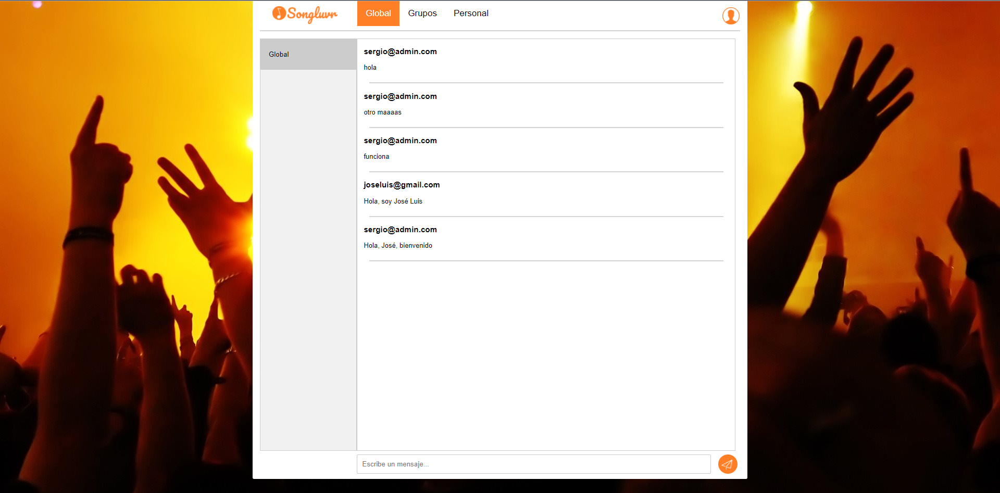 Songluvr
Global Grupos Personal
Global
sergio@admin.com
hola
sergio@admin.com
otro maaaas
sergio@admin.com
funciona
joseluis@gmail.com
Hola, soy José Luis
sergio@admin.com
Hola, José, bienvenido
Escribe un mensaje...